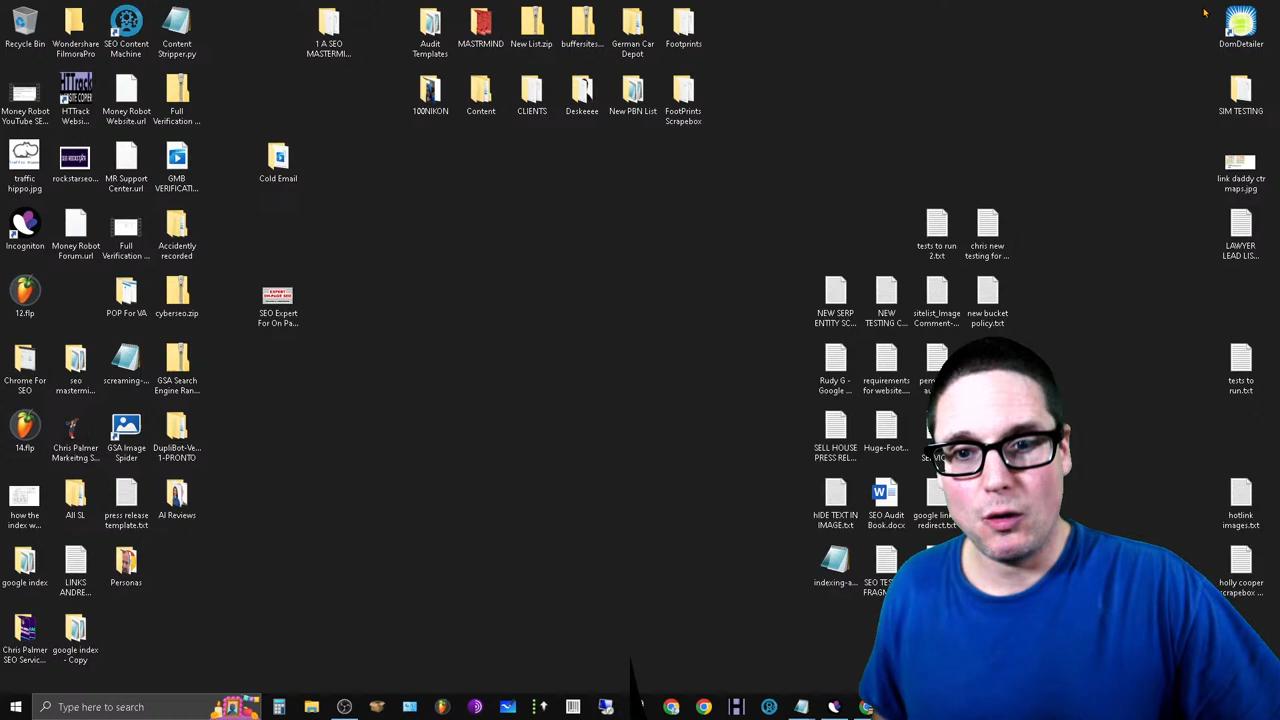 Recycle Bin
Wondershare FilmoraPro
SEO Content Machine
Content Stripper.py
1 A SEO MASTERMI...
Audit Templates
MASTRMIND
New List.zip
buffersites...
German Car Depot
Footprints
DomDetailer
Money Robot YouTube SE...
HTTrack Websi...
Money Robot Website.url
Full Verification ...
100NIKON
Content
CLIENTS
Deskeeee
New PBN List
FootPrints Scrapebox
SIM TESTING
traffic hippo.jpg
rockstarseo...
MR Support Center.url
GMB VERIFICATI...
Cold Email
link daddy ctr maps.jpg
Incogniton
Money Robot Forum.url
Full Verification ...
Accidently recorded
tests to run 2.txt
chris new testing for ...
LAWYER LEAD LIS...
12.flp
POP For VA
cyberseo.zip
SEO Expert For On Pa...
NEW SERP ENTITY SC...
NEW TESTING C...
sitelist_Image Comment-...
new bucket policy.txt
Chrome For SEO
seo mastermi...
screaming-...
GSA Search Engine Ran...
Rudy G - Google ...
requirements for website...
tests to run.txt
14.flp
Chris Palmer Markeitng S...
GSA Image Spider
DupliBot-Ve... 1-PRONTO
SELL HOUSE PRESS REL...
Huge-Foot...
how the index w...
All SL
press release template.txt
AI Reviews
hIDE TEXT IN IMAGE.txt
SEO Audit Book.docx
google link redirect.txt
hotlink images.txt
google index
LINKS ANDRE...
Personas
indexing-a...
holly cooper scrapebox ...
Chris Palmer SEO Servic...
google index - Copy
Type here to search